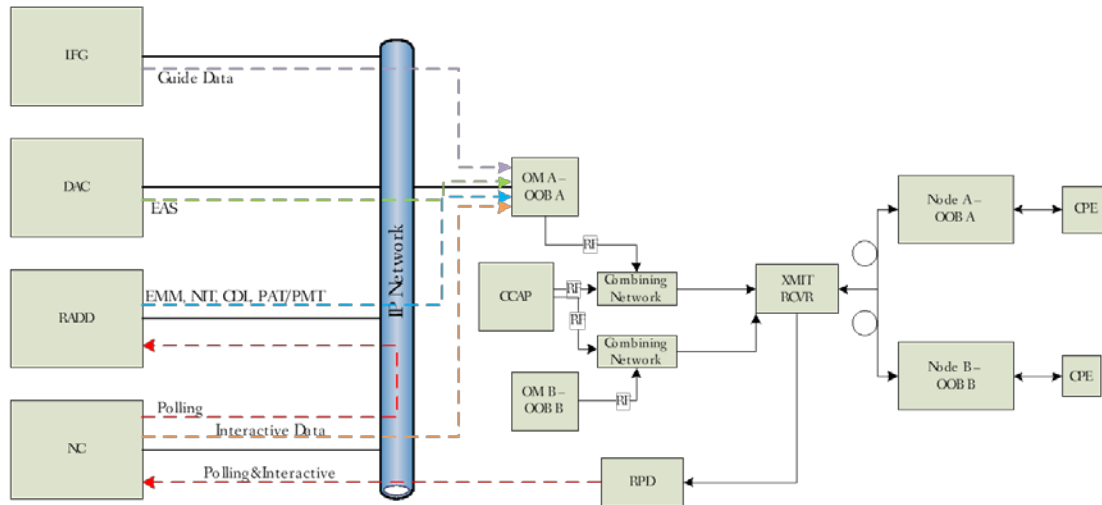 LFG
Guide Data
DAC
EAS
RADD
EMM, NIT, CDL, PAT/PMT
NC
Polling
Interactive Data
Polling&Interactive
IP Network
OM A –
OOB A
RF
CCAP
RF
RF
Combining
Network
Combining
Network
OM B –
OOB B
RF
XMIT
RCVR
RPD
Node A –
OOB A
CPE
Node B –
OOB B
CPE